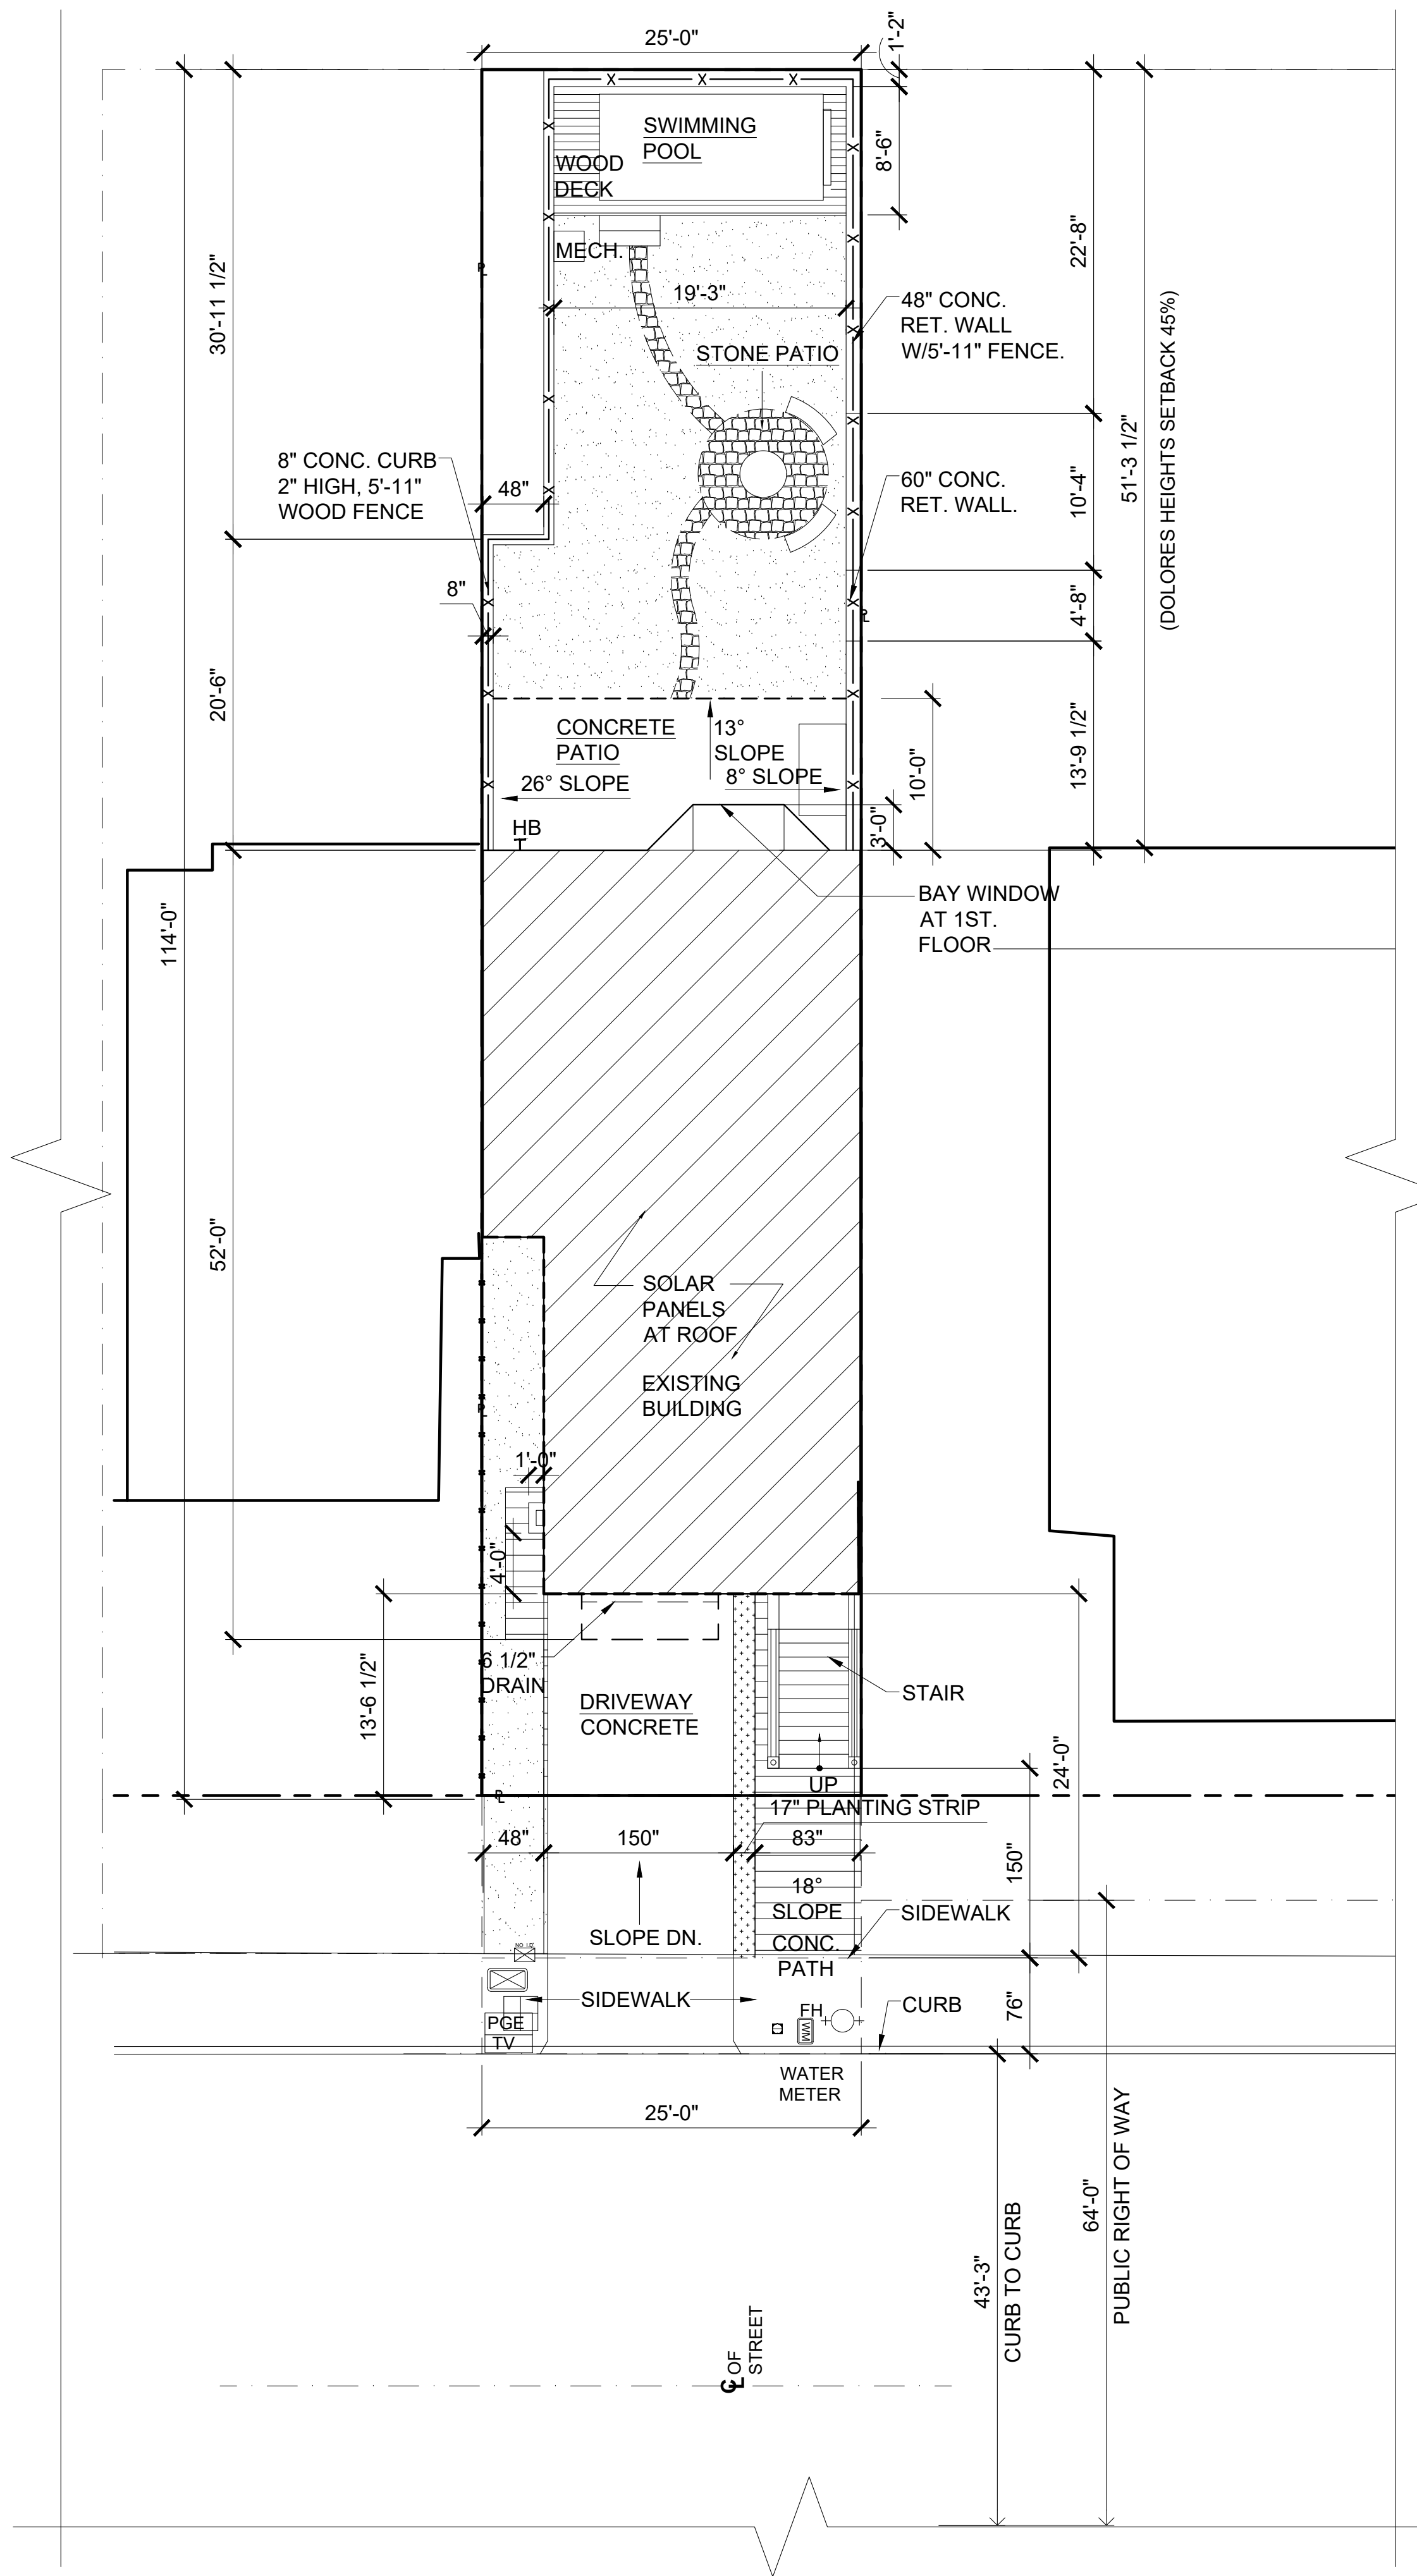 25'-0"
1'-2"
SWIMMING
POOL
WOOD
DECK
8'-6"
MECH.
22'-8"
30'-11 1/2"
19'-3"
48" CONC.
RET. WALL
W/5'-11" FENCE.
STONE PATIO
51'-3 1/2"
(DOLORES HEIGHTS SETBACK 45%)
8" CONC. CURB
2" HIGH, 5'-11"
WOOD FENCE
48"
60" CONC.
RET. WALL.
10'-4"
8"
4'-8"
20'-6"
CONCRETE
PATIO
13°
SLOPE
26° SLOPE
8° SLOPE
10'-0"
13'-9 1/2"
3'-0"
HB
BAY WINDOW
AT 1ST.
FLOOR
114'-0"
52'-0"
SOLAR
PANELS
AT ROOF
EXISTING
BUILDING
1'-0"
4'-0"
6 1/2"
DRAIN
13'-6 1/2"
DRIVEWAY
CONCRETE
STAIR
24'-0"
UP
17" PLANTING STRIP
48"
150"
83"
150"
18°
SLOPE
SIDEWALK
SLOPE DN.
CONC.
PATH
SIDEWALK
CURB
76"
PGE
TV
FH
WM
WATER
METER
25'-0"
43'-3"
CURB TO CURB
64'-0"
PUBLIC RIGHT OF WAY
CL OF
STREET